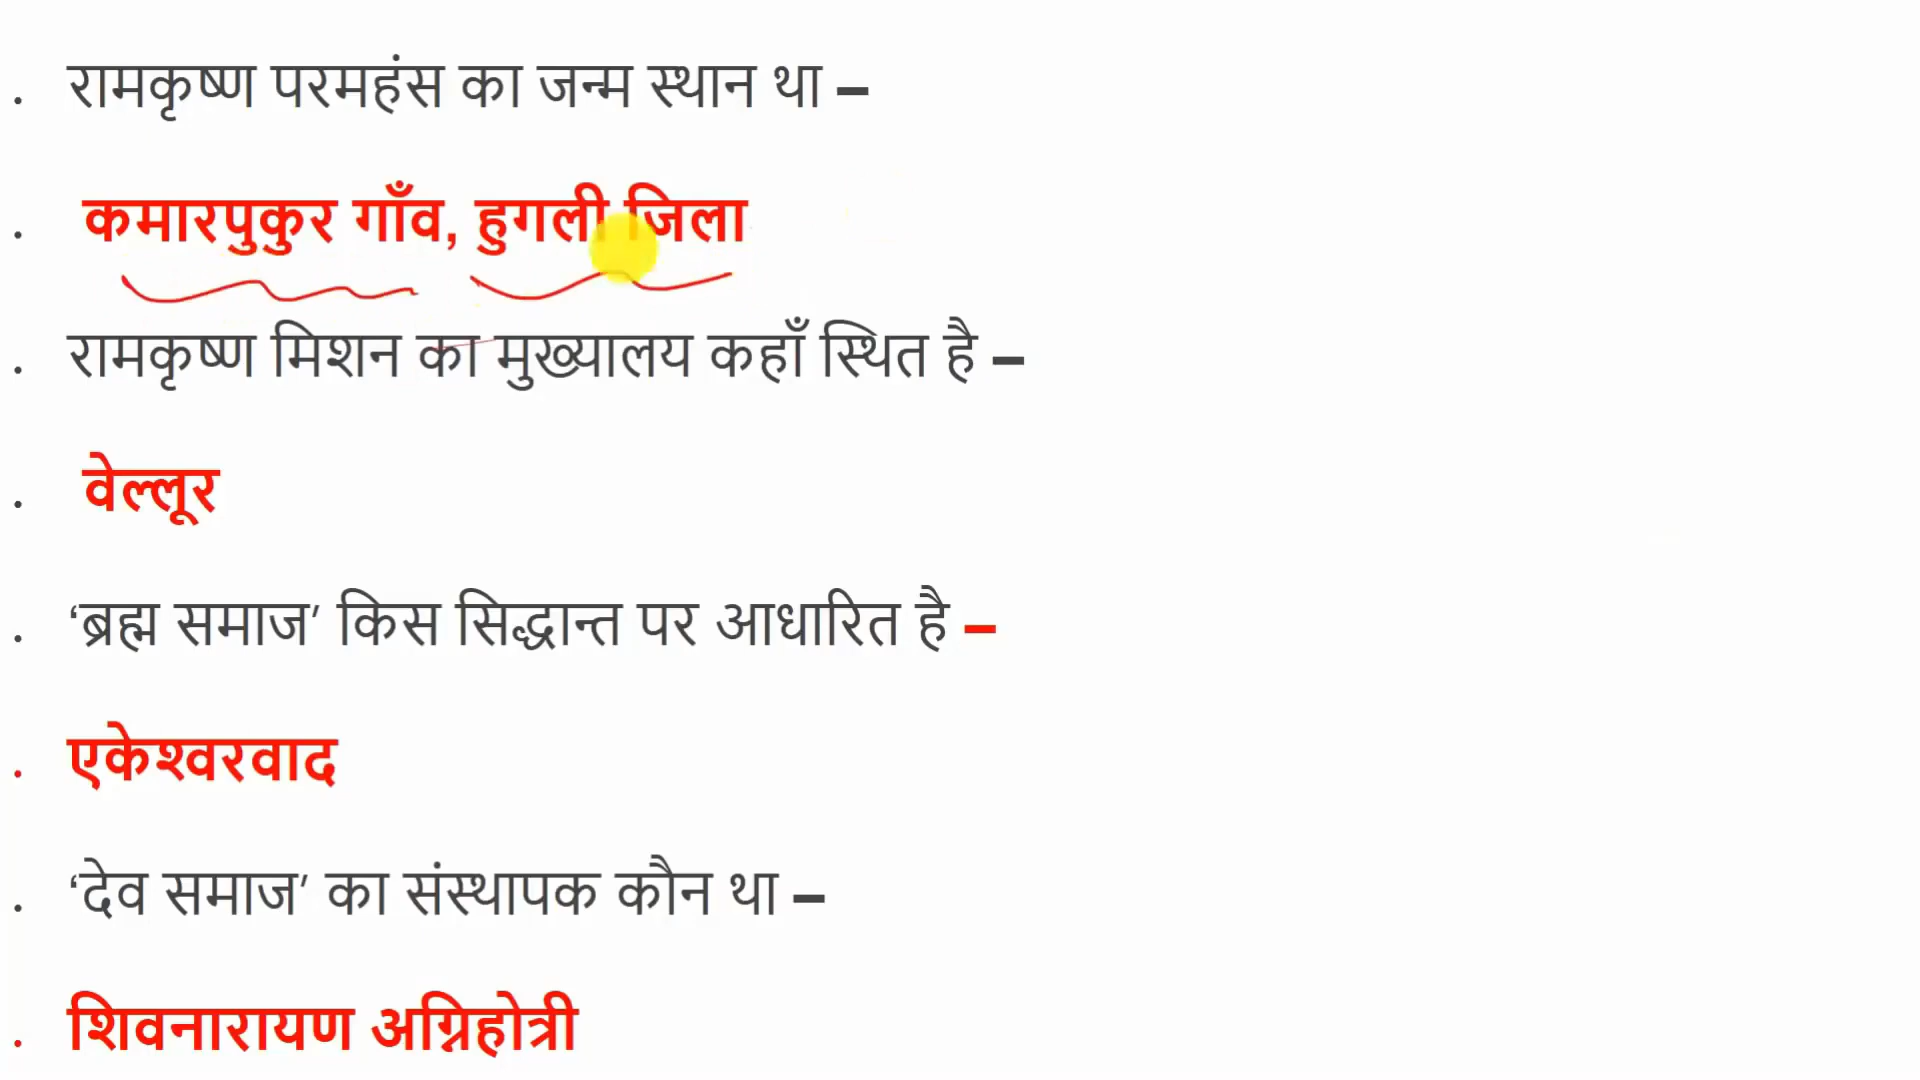 . रामकृष्ण परमहंस का जन्म स्थान था –
. कमारपुकुर गाँव, हुगली जिला
. रामकृष्ण मिशन का मुख्यालय कहाँ स्थित है –
. वेल्लूर
. ‘ब्रह्म समाज’ किस सिद्धान्त पर आधारित है –
. एकेश्वरवाद
. ‘देव समाज’ का संस्थापक कौन था –
. शिवनारायण अग्निहोत्री